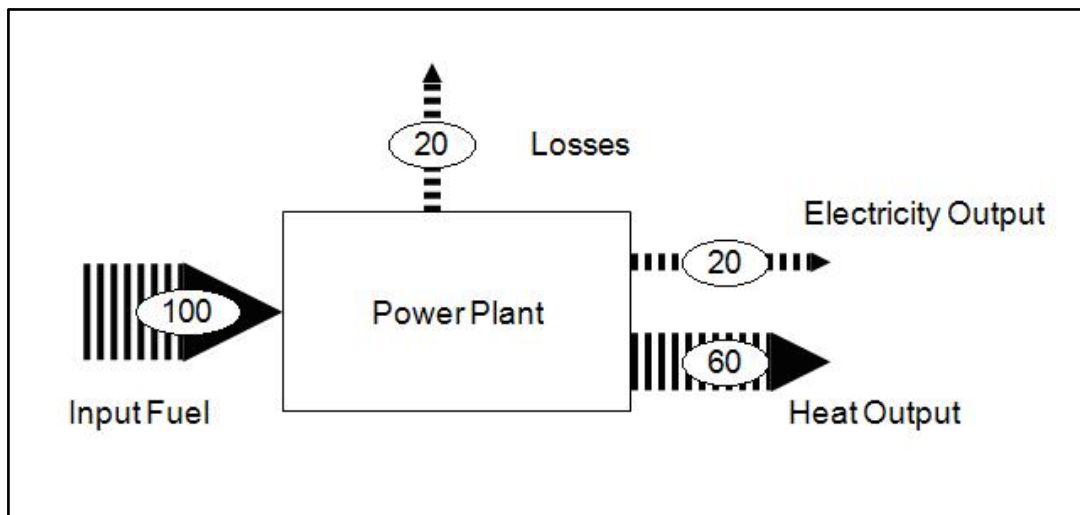 20
Losses
Electricity Output
20
100
Power Plant
60
Input Fuel
Heat Output